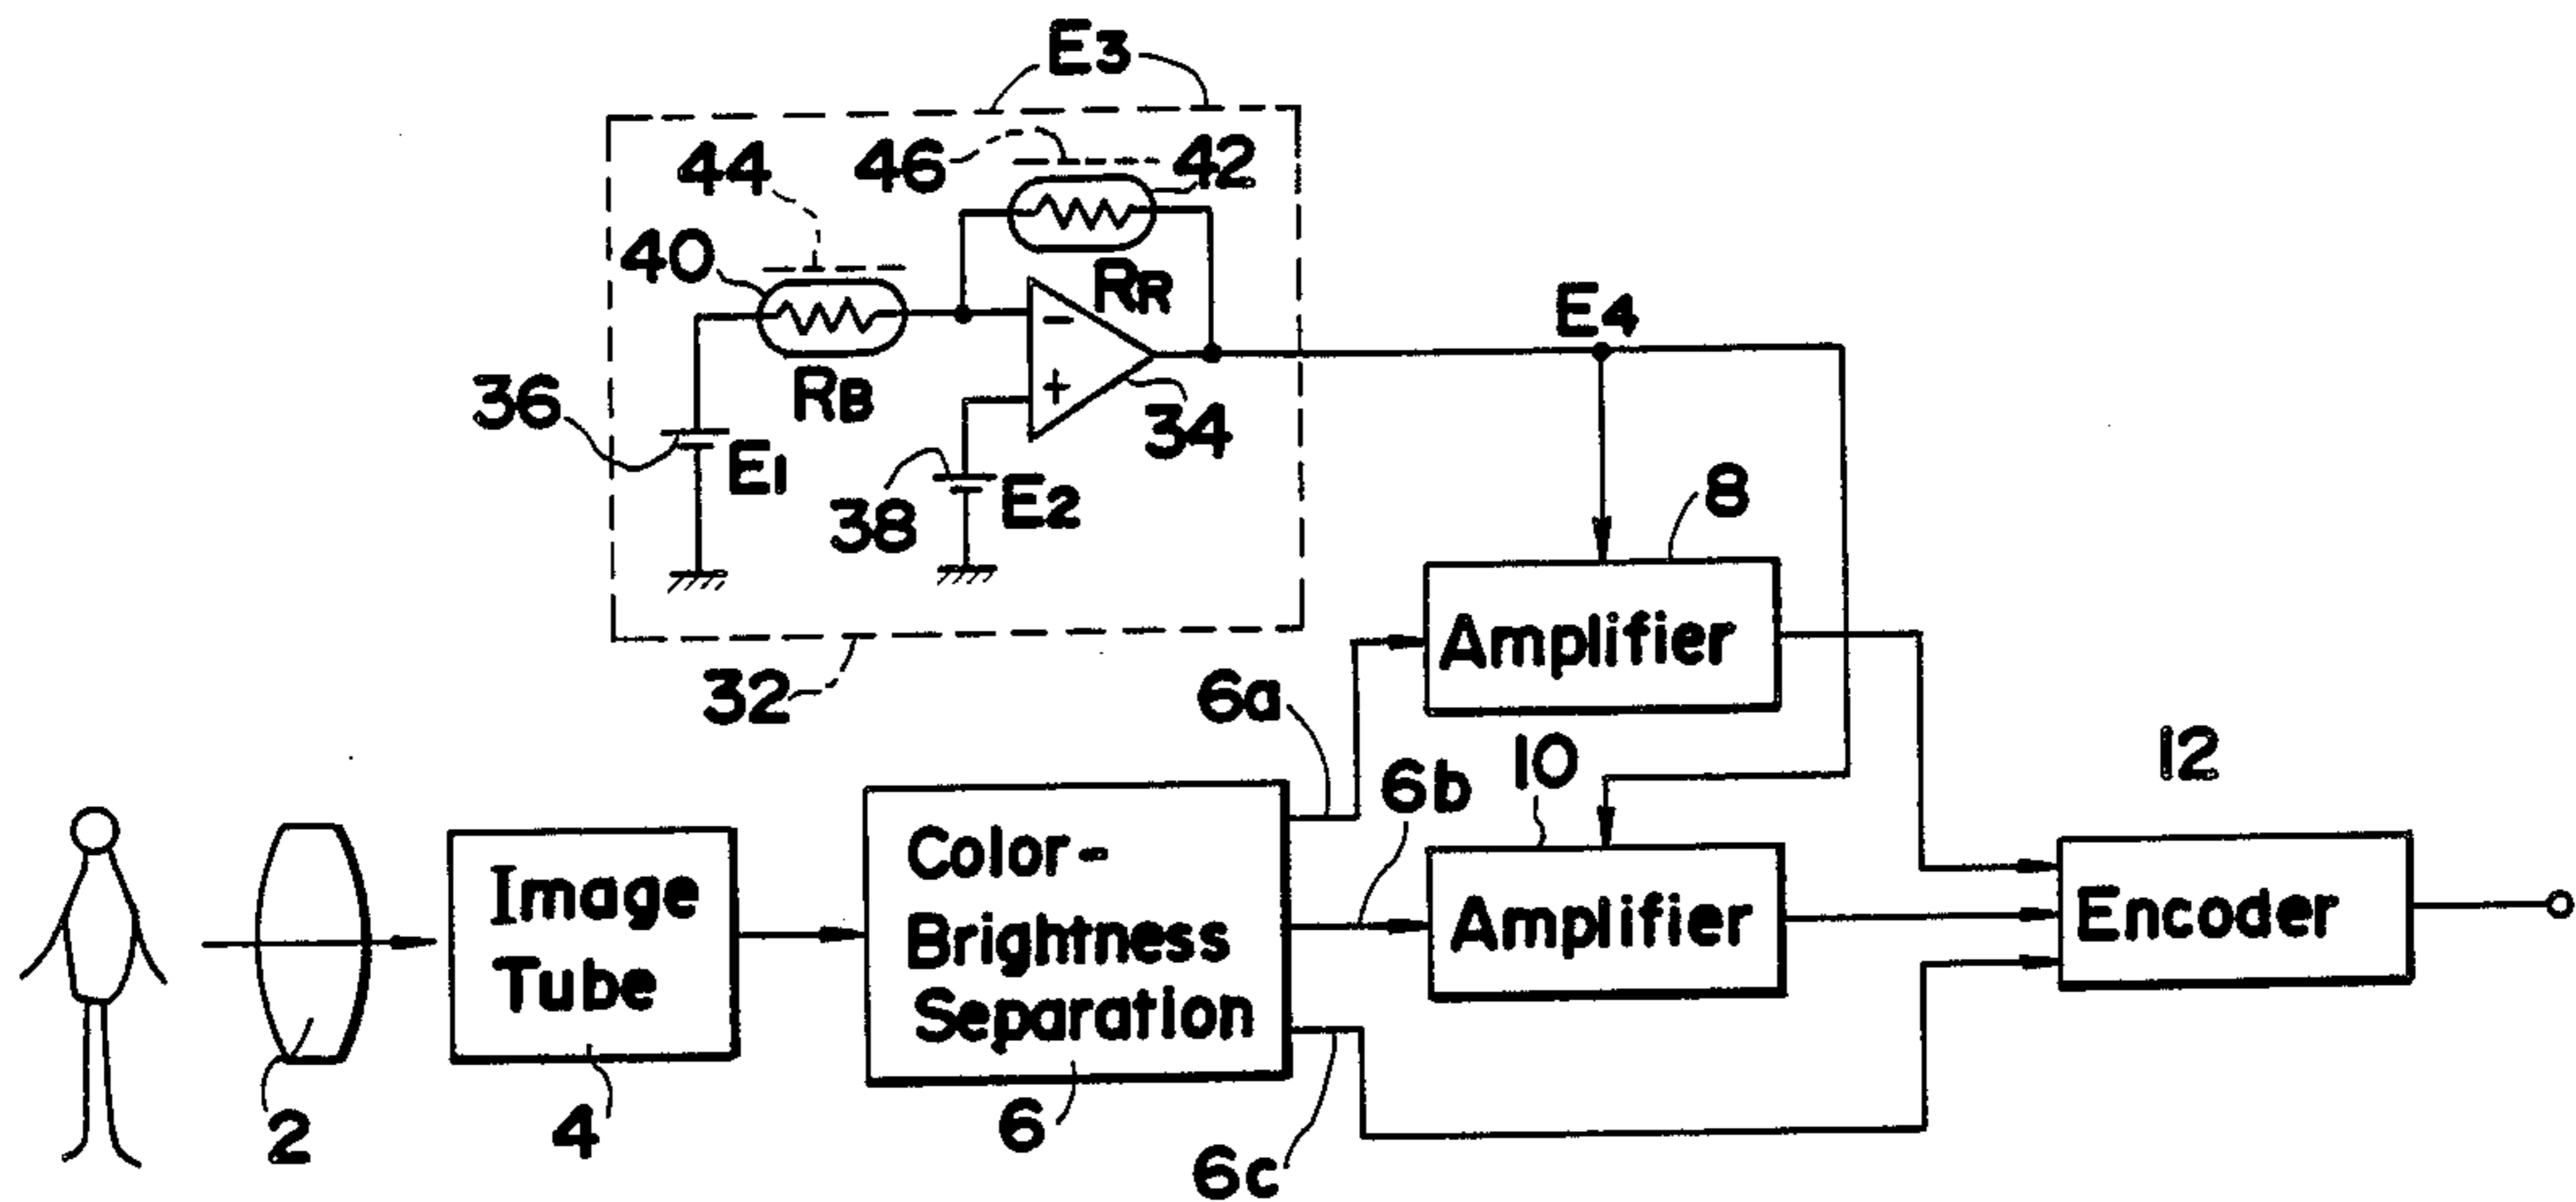 E3
44
46
42
40
RR
RB
E4
36
E1
34
38
E2
8
Amplifier
32
6a
10
12
6b
Color-
Image
Brightness
Amplifier
Encoder
Tube
Separation
2
4
6
6c